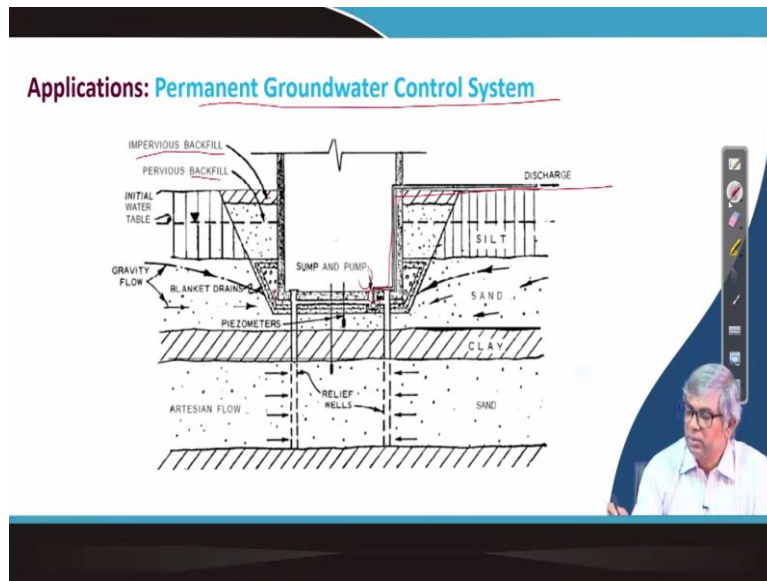 Applications: Permanent Groundwater Control System
IMPERVIOUS BACKFILL
PERVIOUS BACKFILL
DISCHARGE
INITIAL
WATER
TABLE
SILT
GRAVITY
FLOW
SUMP AND PUMP
BLANKET DRAINS
SAND
PIEZOMETERS
CLAY
RELIEF
WELLS
ARTESIAN FLOW
SAND